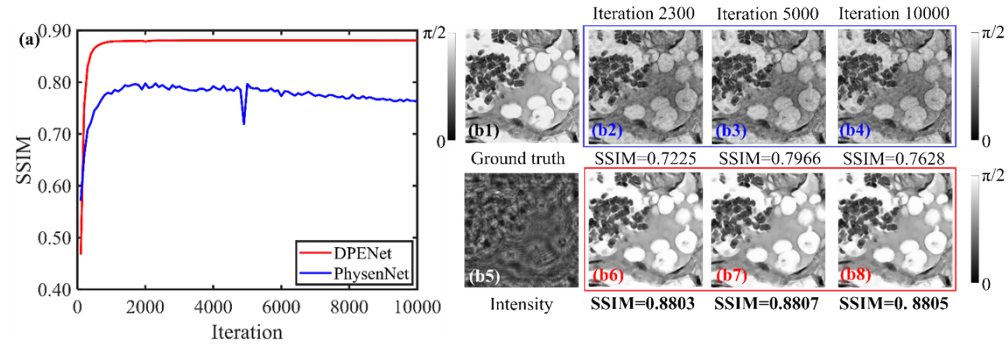 (a)
0.90
0.80
0.70
0.60
0.50
0.40
SSIM
0 2000 4000 6000 8000 10000
Iteration
DPENet
PhysenNet
π/2
0
Iteration 2300 Iteration 5000 Iteration 10000
(b1) (b2) (b3) (b4)
π/2
0
Ground truth SSIM=0.7225 SSIM=0.7966 SSIM=0.7628
(b5) (b6) (b7) (b8)
π/2
0
Intensity SSIM=0.8803 SSIM=0.8807 SSIM=0. 8805